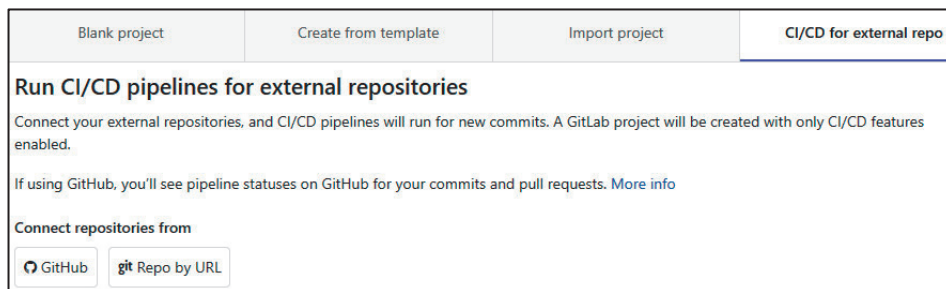 Blank project
Create from template
Import project
CI/CD for external repo
Run CI/CD pipelines for external repositories
Connect your external repositories, and CI/CD pipelines will run for new commits. A GitLab project will be created with only CI/CD features
enabled.
If using GitHub, you'll see pipeline statuses on GitHub for your commits and pull requests. More info
Connect repositories from
GitHub
git Repo by URL